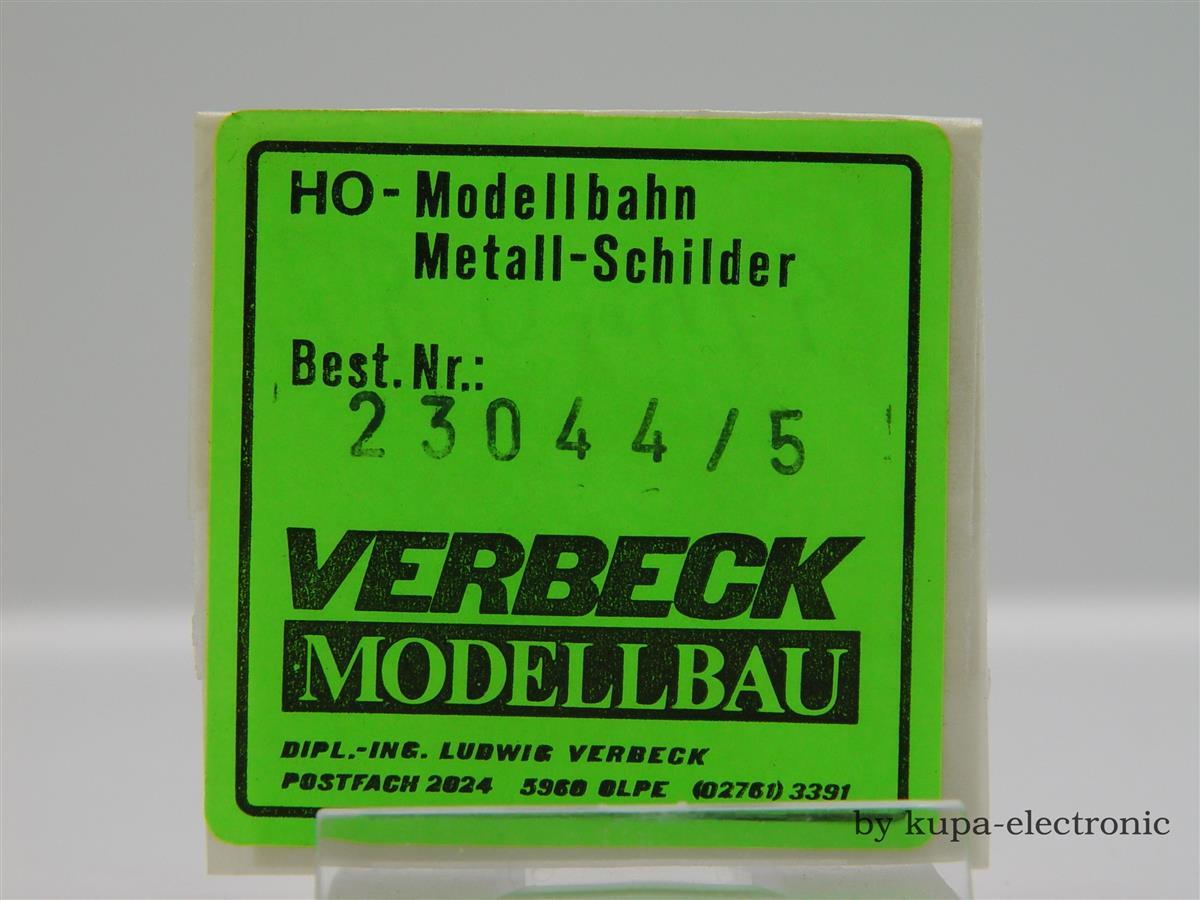 HO-Modellbahn
Metall-Schilder
Best.Nr.:
23044/5
VERBECK
MODELLBAU
DIPL.-ING. LUDWIG VERBECK
POSTFACH 2024 5960 OLPE (02761) 3391
by kupa-electronic